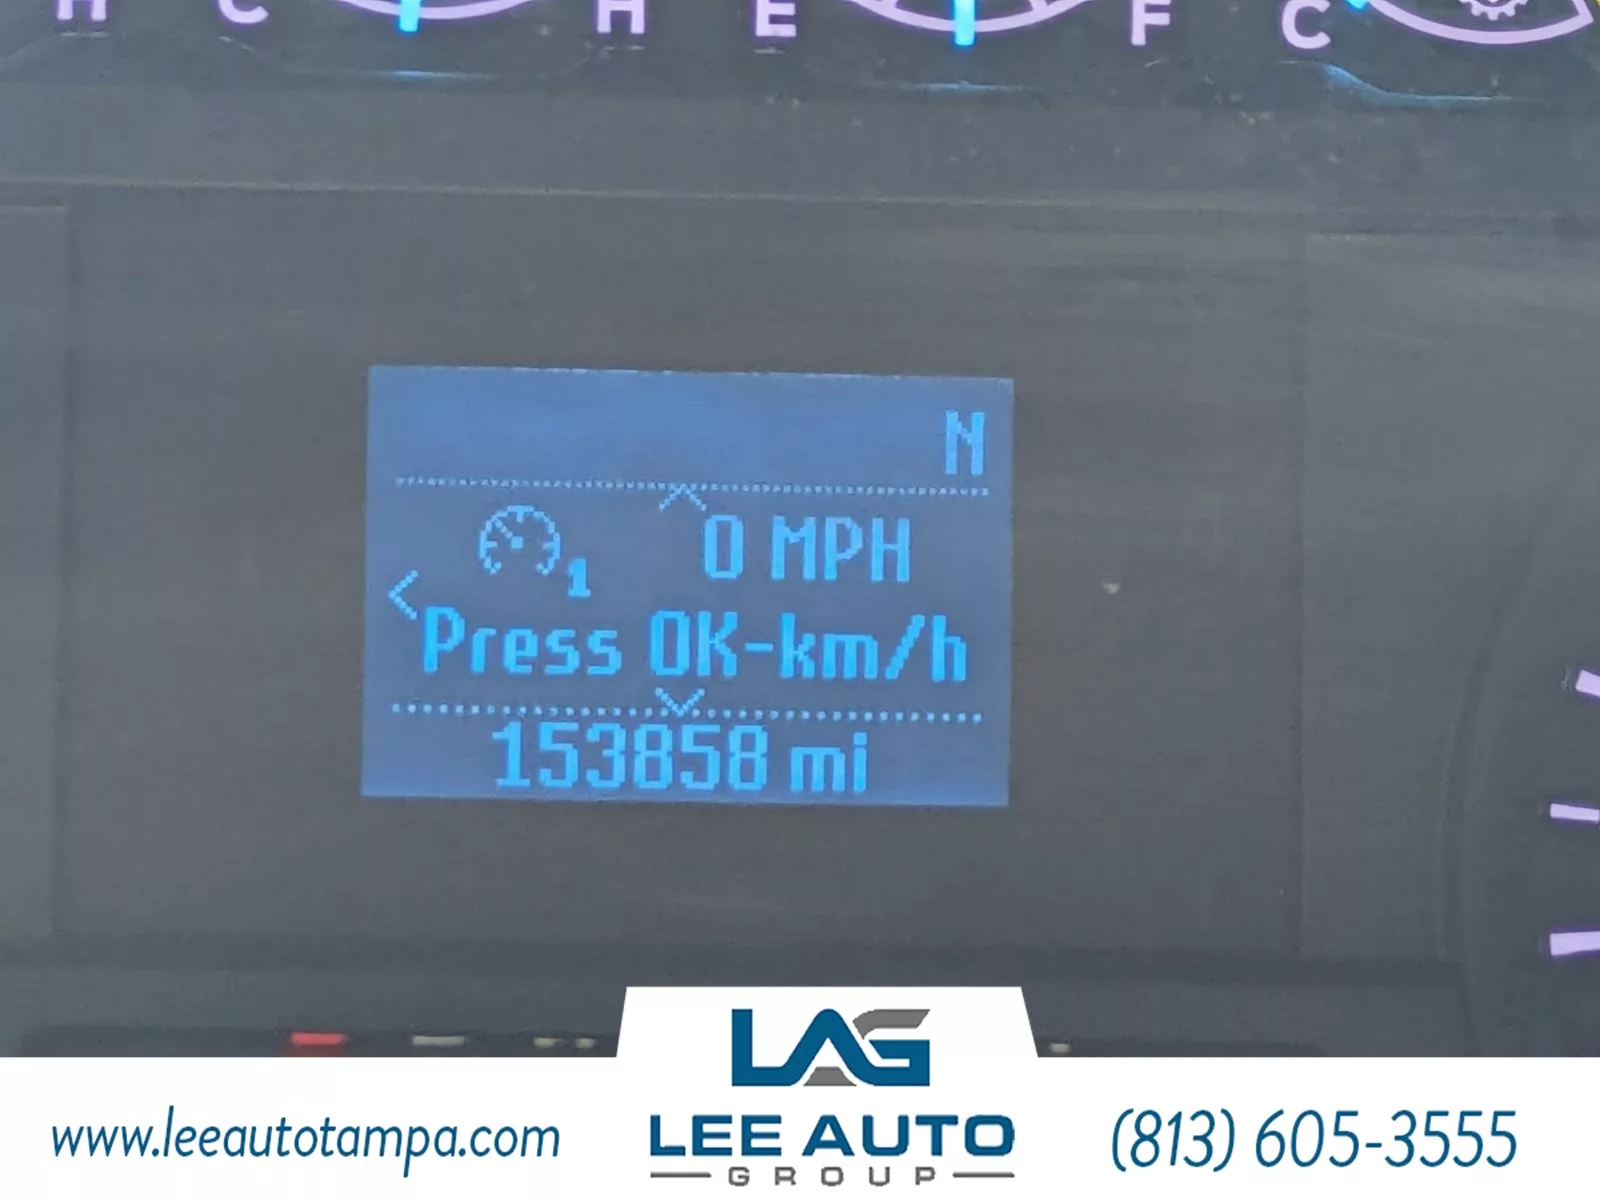 H C H E F C
N
1 0 MPH
Press OK-km/h
153858 mi
LAG
LEE AUTO
GROUP
www.leeautotampa.com
(813) 605-3555